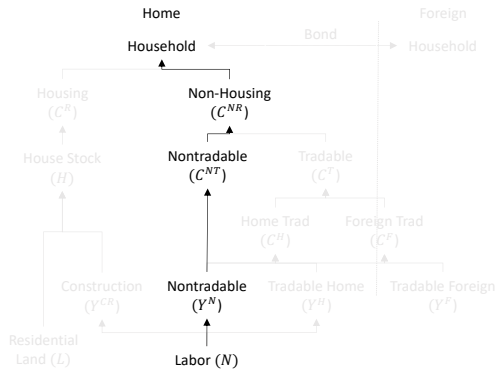 Home
Foreign
Bond
Household
Household
Housing
(C^R)
Non-Housing
(C^{NR})
House Stock
(H)
Nontradable
(C^{NT})
Tradable
(C^T)
Home Trad
(C^H)
Foreign Trad
(C^F)
Construction
(Y^{CR})
Nontradable
(Y^N)
Tradable Home
(Y^H)
Tradable Foreign
(Y^F)
Residential
Land (L)
Labor (N)